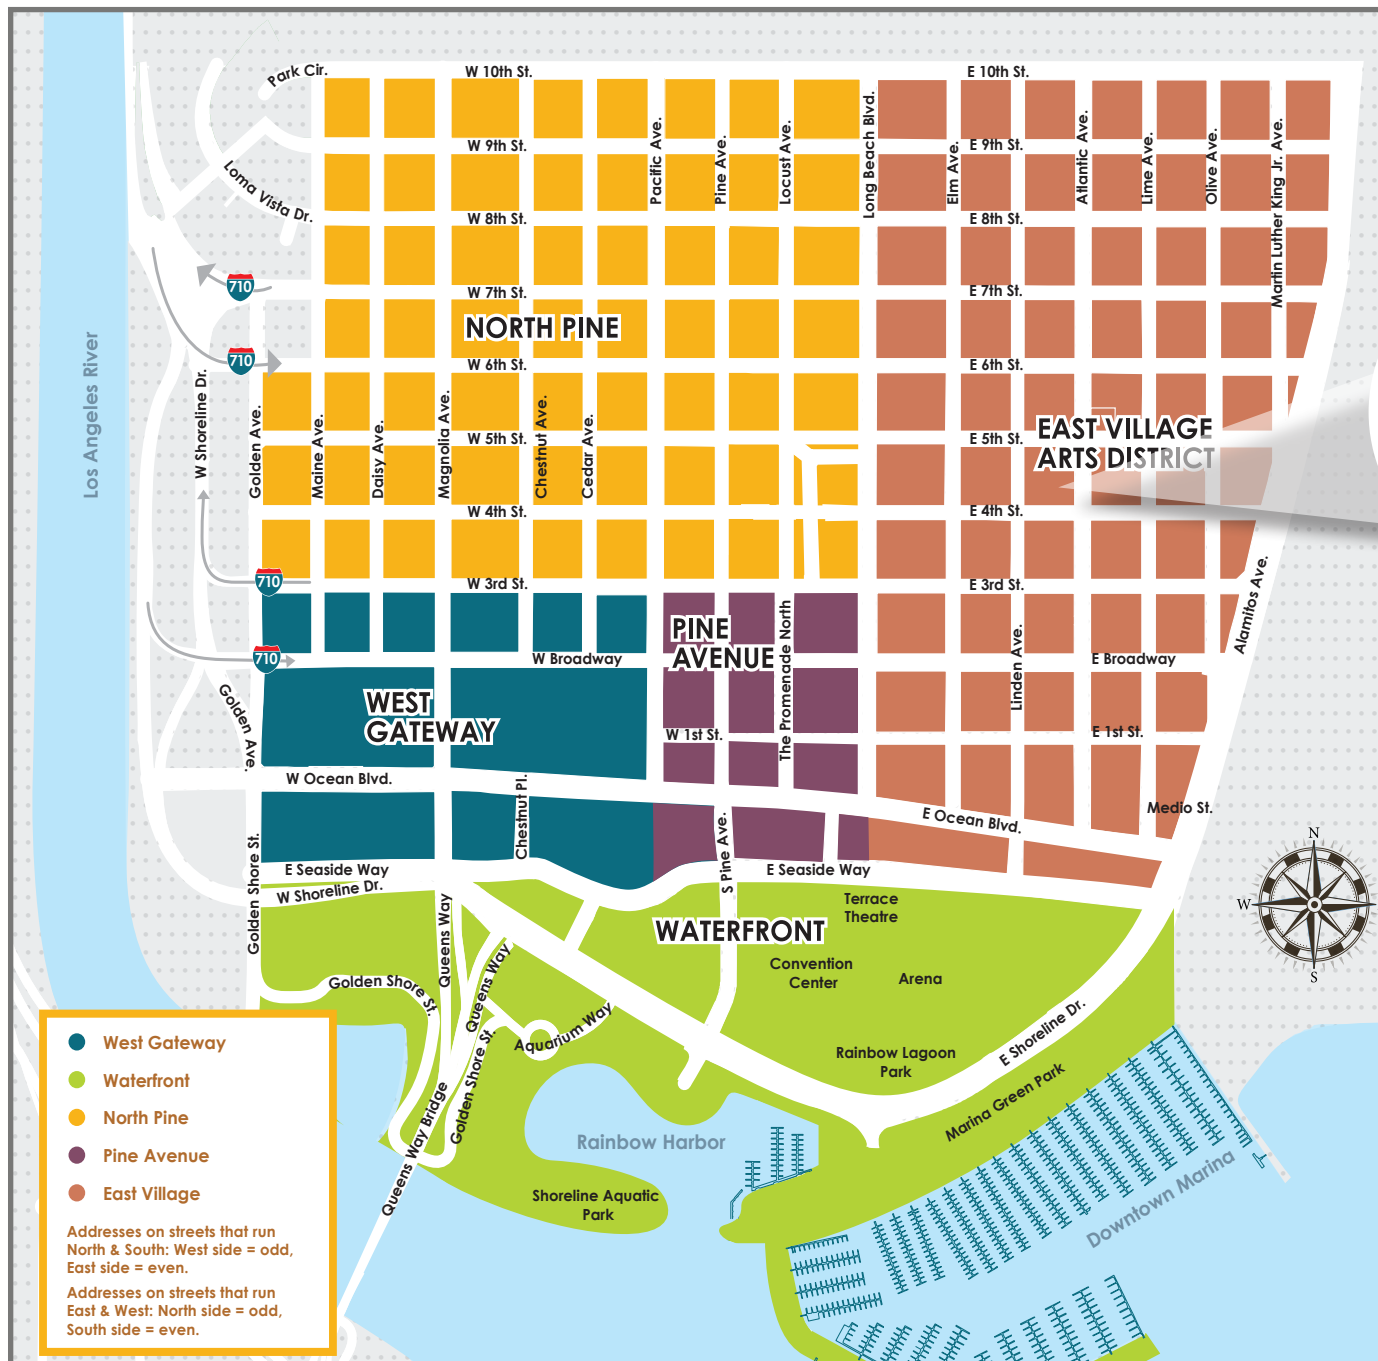 Park Cir.
W 10th St.
E 10th St.
W 9th St.
E 9th St.
Loma Vista Dr.
W 8th St.
E 8th St.
Pacific Ave.
Pine Ave.
Locust Ave.
Long Beach Blvd.
Elm Ave.
Atlantic Ave.
Lime Ave.
Olive Ave.
Martin Luther King Jr. Ave.
710
W 7th St.
E 7th St.
NORTH PINE
710
W 6th St.
E 6th St.
Los Angeles River
W Shoreline Dr.
Golden Ave.
Maine Ave.
Daisy Ave.
Magnolia Ave.
Chestnut Ave.
Cedar Ave.
W 5th St.
E 5th St.
EAST VILLAGE
ARTS DISTRICT
W 4th St.
E 4th St.
710
W 3rd St.
E 3rd St.
Alamitos Ave.
PINE
AVENUE
The Promenade North
Linden Ave.
710
W Broadway
E Broadway
Golden Ave.
WEST
GATEWAY
W 1st St.
E 1st St.
W Ocean Blvd.
Chestnut Pl.
E Ocean Blvd.
Medio St.
S Pine Ave.
Golden Shore St.
E Seaside Way
E Seaside Way
W Shoreline Dr.
Queens Way
WATERFRONT
Terrace
Theatre
N
W
S
Convention
Center
Arena
Golden Shore St.
Queens Way
Aquarium Way
Golden Shore St.
Queens Way Bridge
E Shoreline Dr.
Rainbow Lagoon
Park
Marina Green Park
Rainbow Harbor
Shoreline Aquatic
Park
Downtown Marina
West Gateway
Waterfront
North Pine
Pine Avenue
East Village
Addresses on streets that run
North & South: West side = odd,
East side = even.
Addresses on streets that run
East & West: North side = odd,
South side = even.